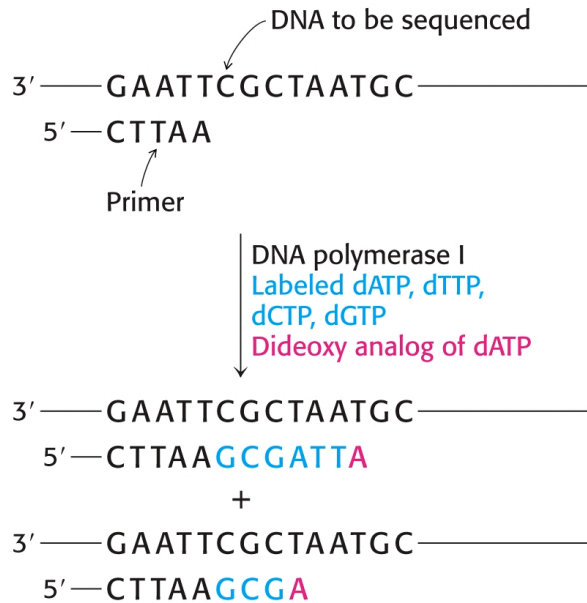 DNA to be sequenced
3′ GAATTCGCTAATGC
5′ CTTAA
Primer
DNA polymerase I
Labeled dATP, dTTP,
dCTP, dGTP
Dideoxy analog of dATP
3′ GAATTCGCTAATGC
5′ CTTAAGCGATTA
+
3′ GAATTCGCTAATGC
5′ CTTAAGCGA